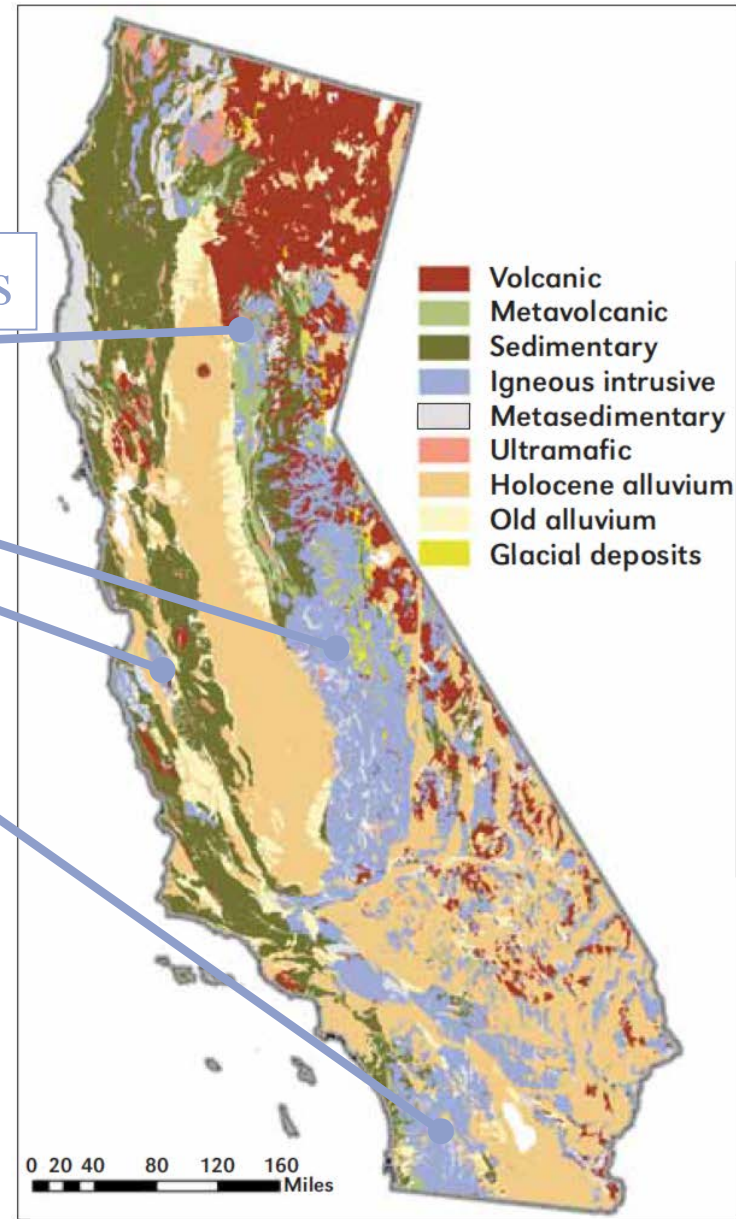 s
Volcanic
Metavolcanic
Sedimentary
Igneous intrusive
Metasedimentary
Ultramafic
Holocene alluvium
Old alluvium
Glacial deposits
0 20 40 80 120 160
Miles